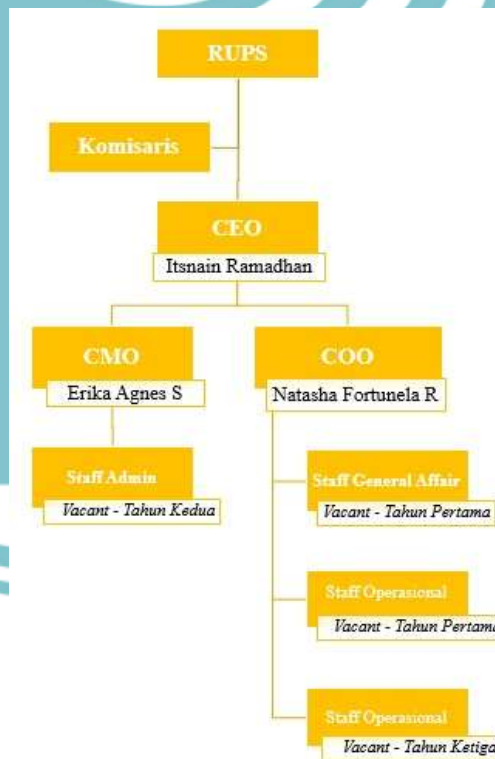 RUPS
Komisaris
CEO
Itsnain Ramadhan
CMO
Erika Agnes S
COO
Natasha Fortunela R
Staff Admin
Vacant - Tahun Kedua
Staff General Affair
Vacant - Tahun Pertama
Staff Operasional
Vacant - Tahun Pertama
Staff Operasional
Vacant - Tahun Ketiga